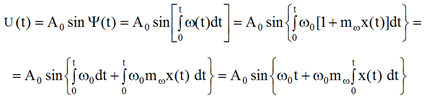 U(t) = A₀ sin Ψ(t) = A₀ sin[∫₀ᵗ ω(t)dt] = A₀ sin{∫₀ᵗ ω₀[1 + m_ω x(t)]dt} =
= A₀ sin{∫₀ᵗ ω₀dt + ∫₀ᵗ ω₀m_ω x(t) dt} = A₀ sin{ω₀t + ω₀m_ω ∫₀ᵗ x(t) dt}